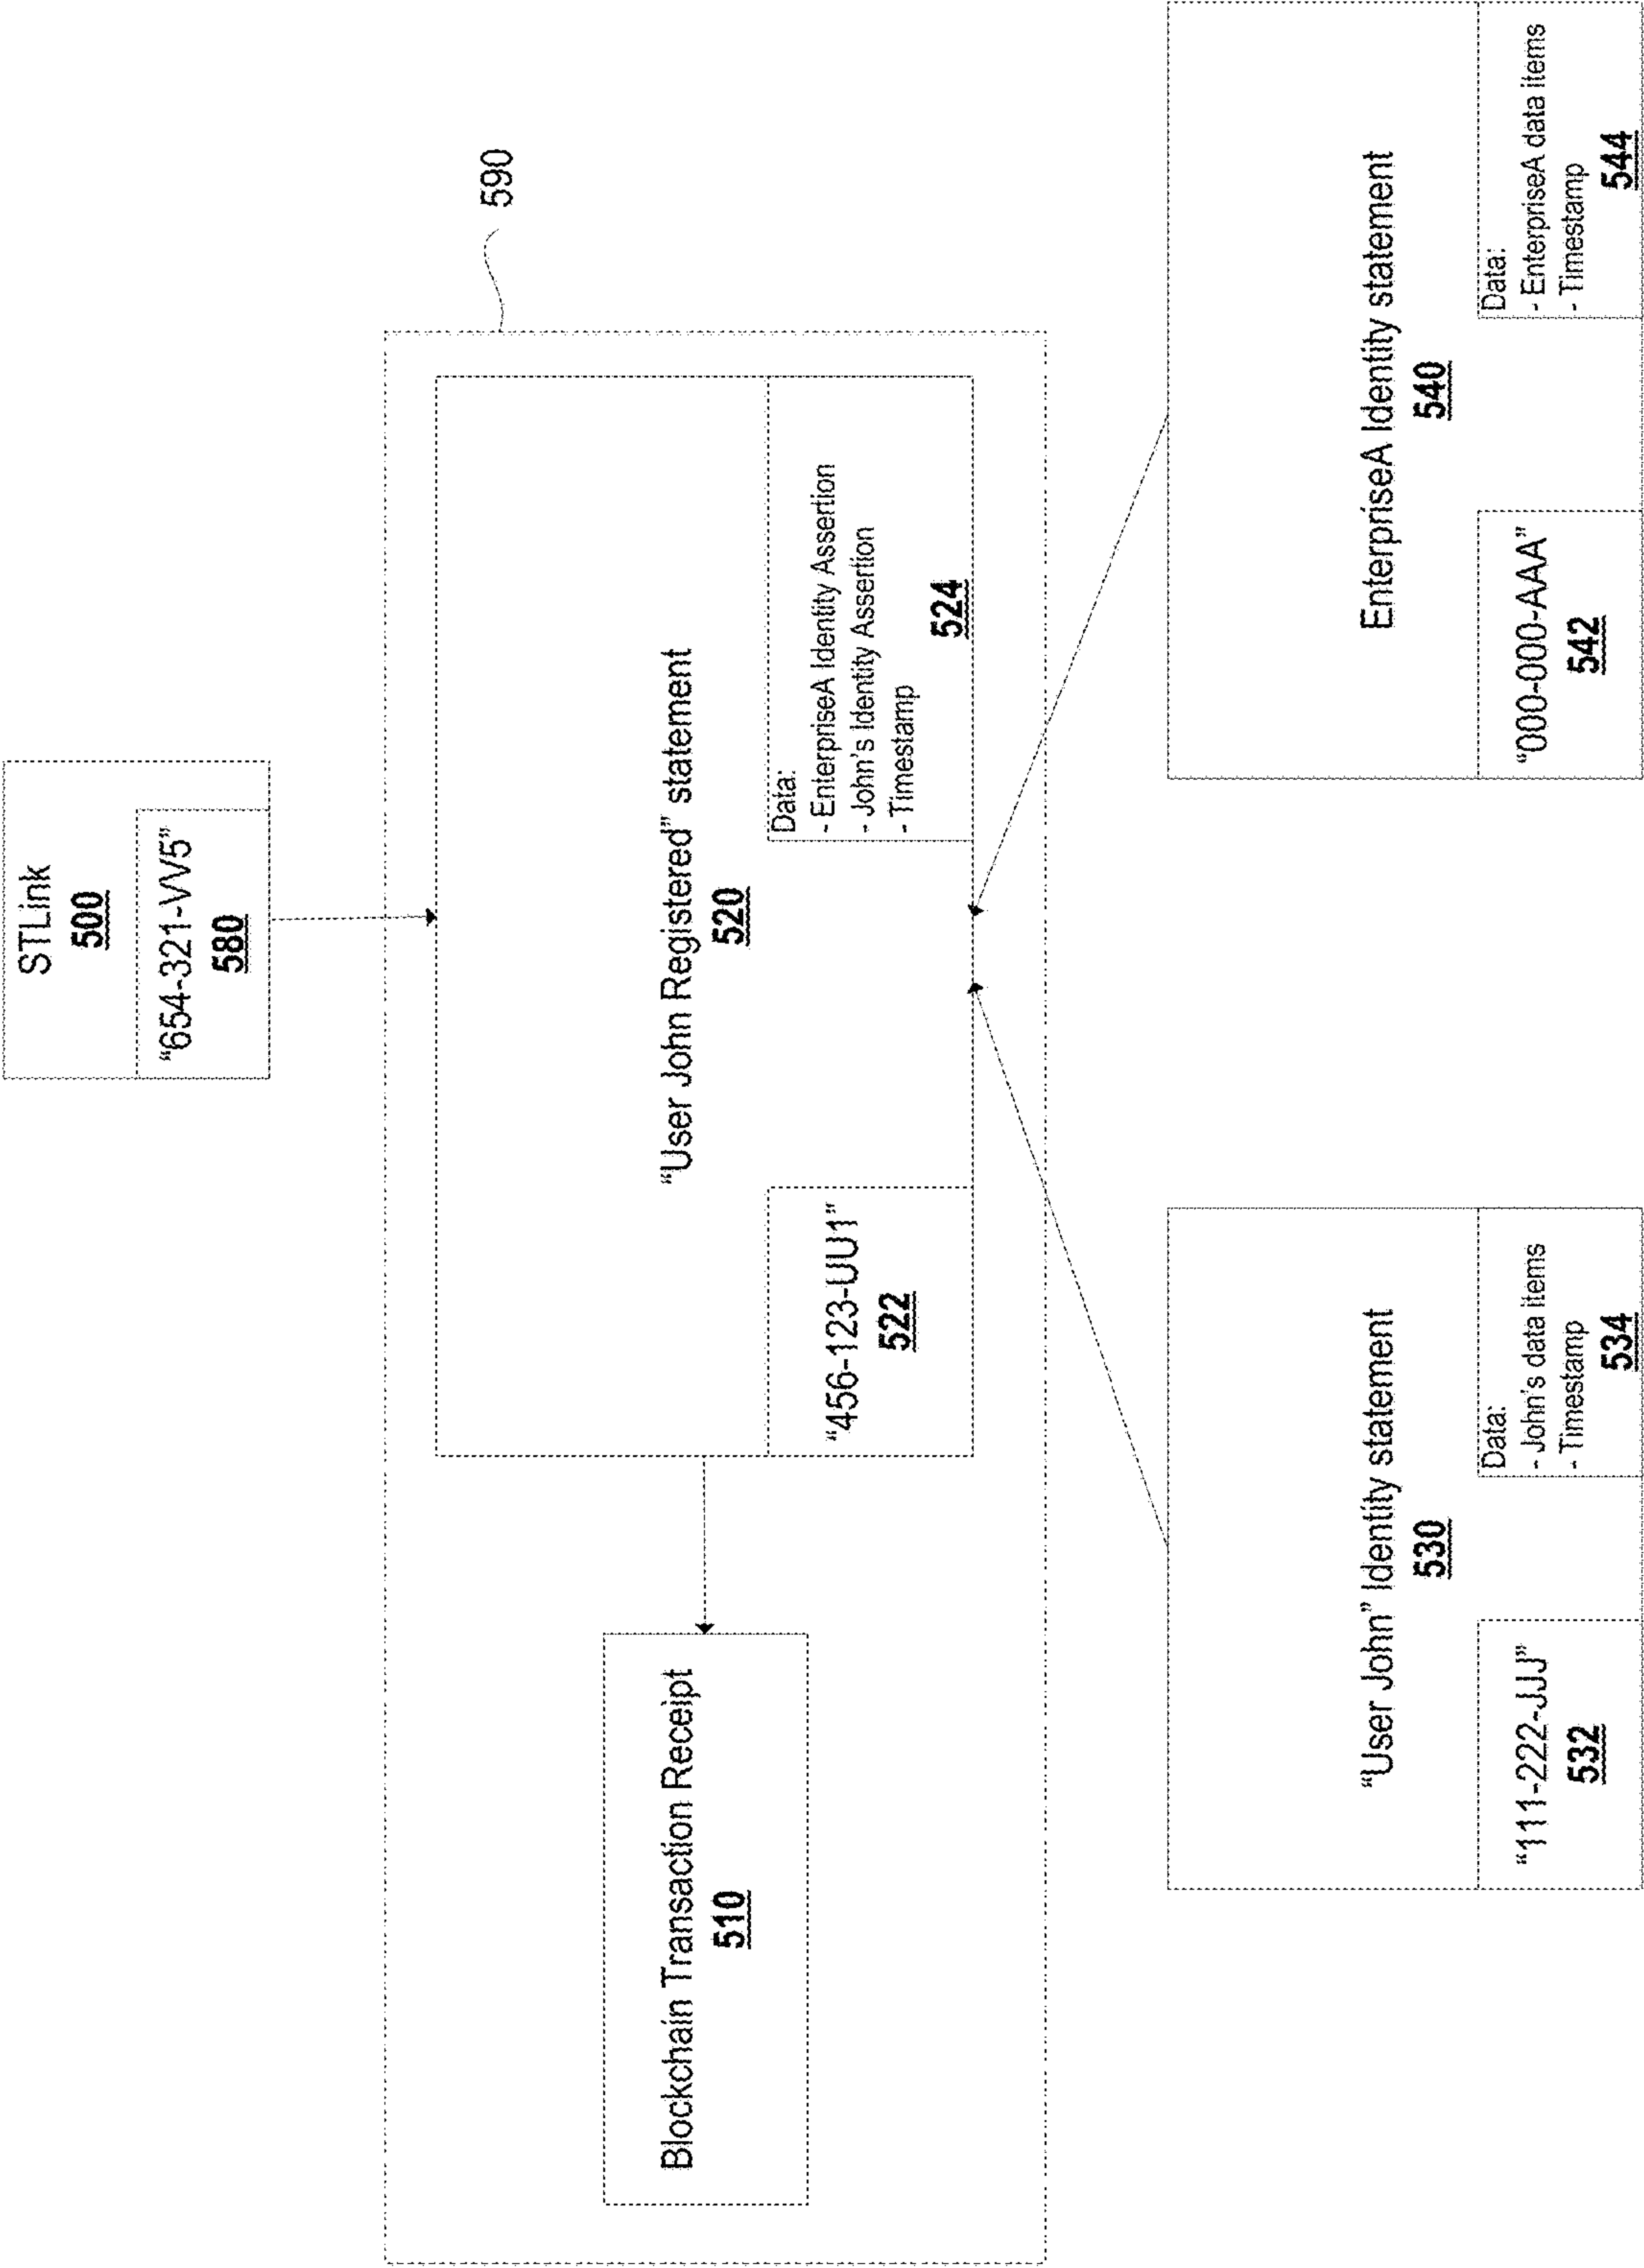 STLink
500
“654-321-VV5”
580
590
Blockchain Transaction Receipt
510
“User John Registered” statement
520
“456-123-UU1”
522
Data:
- EnterpriseA Identity Assertion
- John’s Identity Assertion
- Timestamp
524
“User John” Identity statement
530
“111-222-JJJ”
532
Data:
- John’s data items
- Timestamp
534
EnterpriseA Identity statement
540
“000-000-AAA”
542
Data:
- EnterpriseA data items
- Timestamp
544